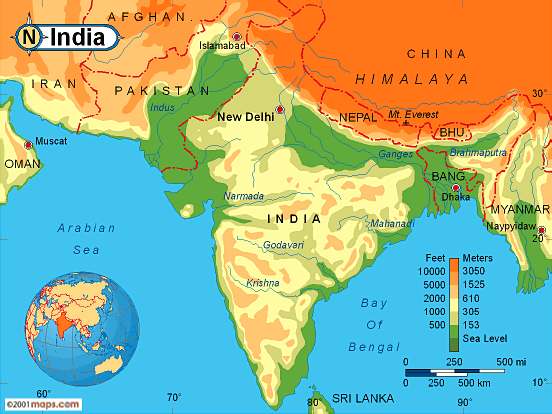 N India
AFGHAN.
Islamabad
CHINA
HIMALAYA
IRAN
PAKISTAN
Indus
30°
New Delhi
NEPAL
Mt. Everest
BHU.
Muscat
OMAN
Ganges
Brahmaputra
BANG
Dhaka
Narmada
INDIA
Mahanadi
MYANMAR
Naypyidaw
20°
Arabian
Sea
Godavari
Krishna
Bay
Of
Bengal
Feet Meters
10000 3050
5000 1525
2000 610
1000 305
500 153
Sea Level
0 250 500 mi
0 250 500 km
SRI LANKA
60° 70° 80° 90°
10°
©2001maps.com